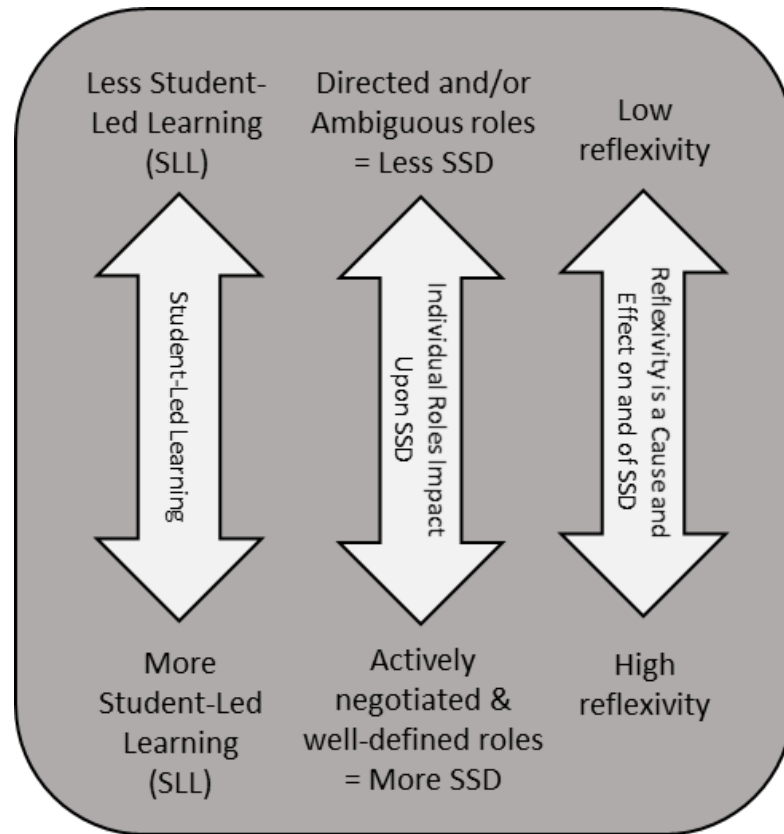 Less Student-
Led Learning
(SLL)
Directed and/or
Ambiguous roles
= Less SSD
Low
reflexivity
Student-Led Learning
Individual Roles Impact
Upon SSD
Reflexivity is a Cause and
Effect on and of SSD
More
Student-Led
Learning
(SLL)
Actively
negotiated &
well-defined roles
= More SSD
High
reflexivity